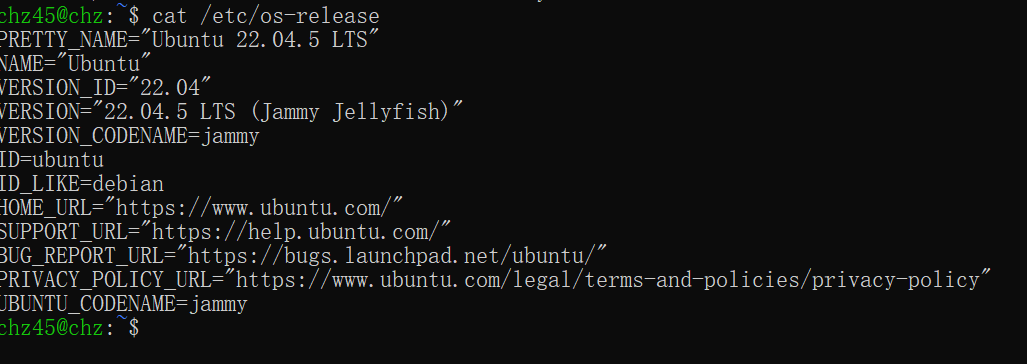 chz45@chz:~$ cat /etc/os-release
PRETTY_NAME="Ubuntu 22.04.5 LTS"
NAME="Ubuntu"
VERSION_ID="22.04"
VERSION="22.04.5 LTS (Jammy Jellyfish)"
VERSION_CODENAME=jammy
ID=ubuntu
ID_LIKE=debian
HOME_URL="https://www.ubuntu.com/"
SUPPORT_URL="https://help.ubuntu.com/"
BUG_REPORT_URL="https://bugs.launchpad.net/ubuntu/"
PRIVACY_POLICY_URL="https://www.ubuntu.com/legal/terms-and-policies/privacy-policy"
UBUNTU_CODENAME=jammy
chz45@chz:~$